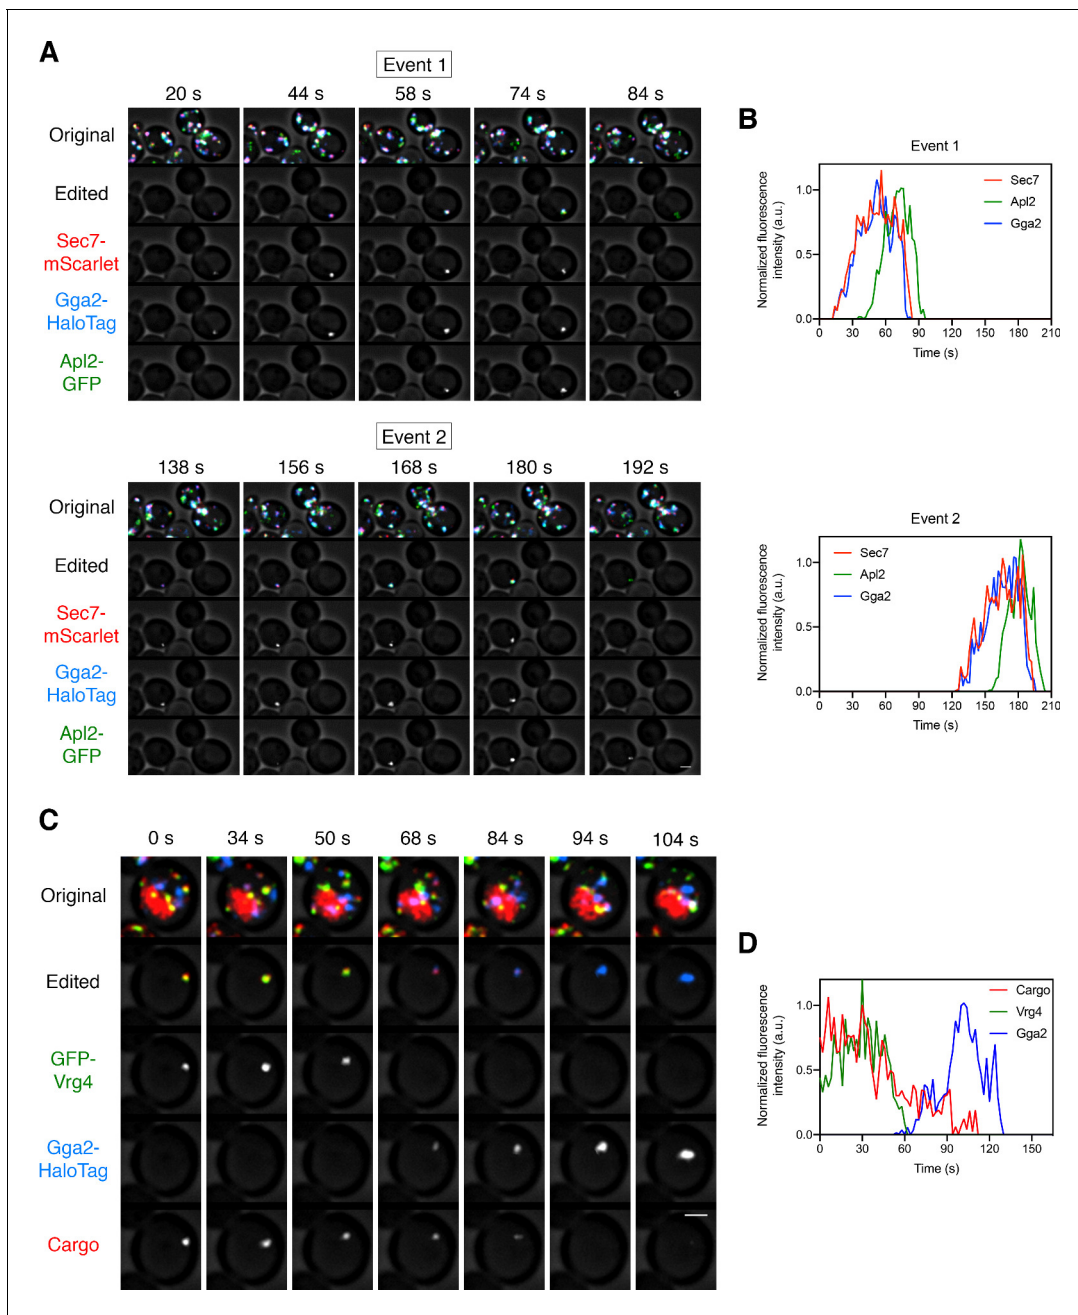 A
Event 1
20 s 44 s 58 s 74 s 84 s
Original
Edited
Sec7-
mScarlet
Gga2-
HaloTag
Apl2-
GFP
B
Event 1
Normalized fluorescence
intensity (a.u.)
1.0
0.5
0.0
Sec7
Apl2
Gga2
0 30 60 90 120 150 180 210
Time (s)
Event 2
138 s 156 s 168 s 180 s 192 s
Original
Edited
Sec7-
mScarlet
Gga2-
HaloTag
Apl2-
GFP
Event 2
Normalized fluorescence
intensity (a.u.)
1.0
0.5
0.0
Sec7
Apl2
Gga2
0 30 60 90 120 150 180 210
Time (s)
C
0 s 34 s 50 s 68 s 84 s 94 s 104 s
Original
Edited
GFP-
Vrg4
Gga2-
HaloTag
Cargo
D
Normalized fluorescence
intensity (a.u.)
1.0
0.5
0.0
Cargo
Vrg4
Gga2
0 30 60 90 120 150
Time (s)